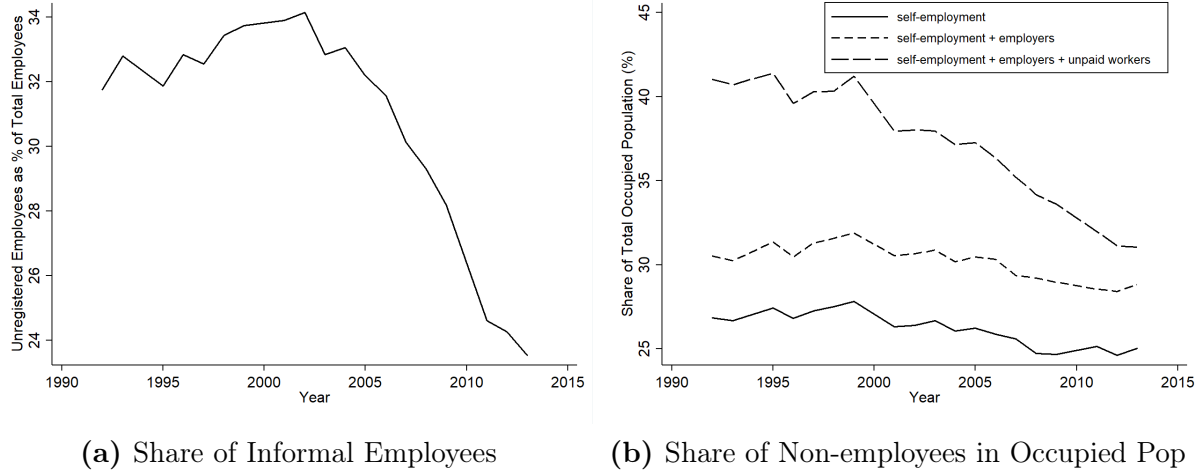 Unregistered Employees as % of Total Employees
34
32
30
28
26
24
1990 1995 2000 2005 2010 2015
Year
(a) Share of Informal Employees
self-employment
self-employment + employers
self-employment + employers + unpaid workers
Share of Total Occupied Population (%)
45
40
35
30
25
1990 1995 2000 2005 2010 2015
Year
(b) Share of Non-employees in Occupied Pop